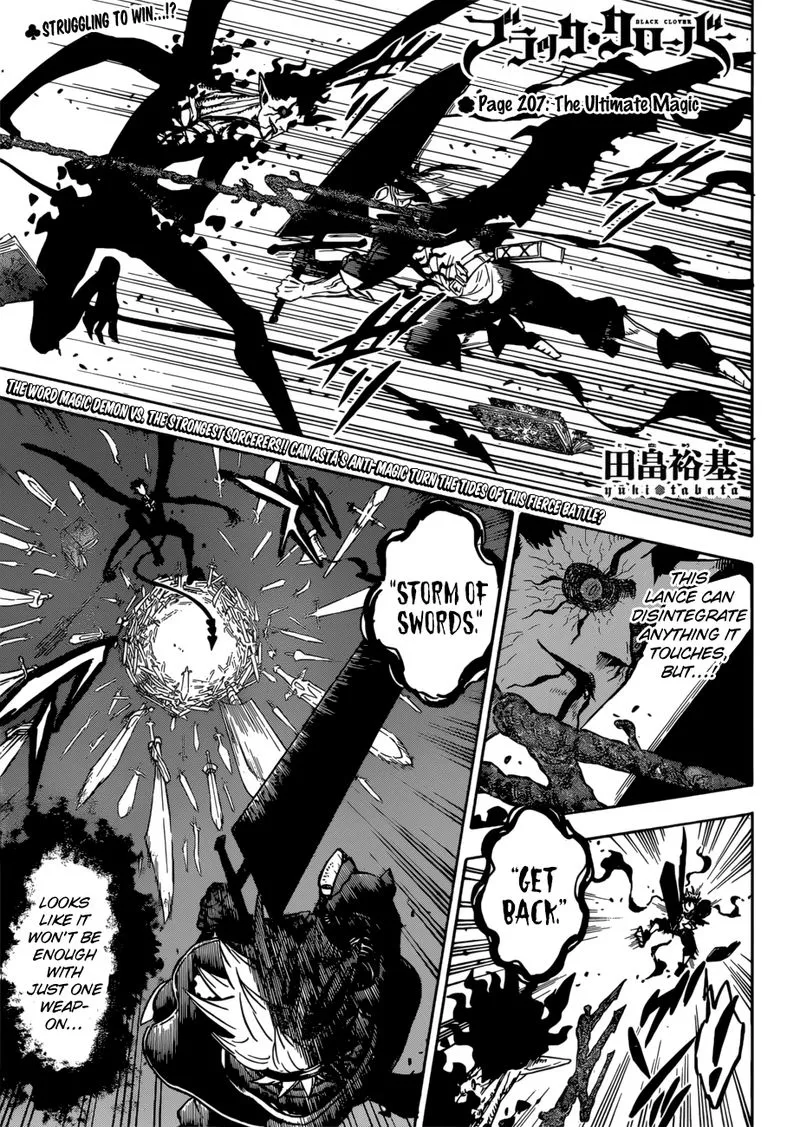 STRUGGLING TO WIN...!?
BLACK CLOVER
ブラック・クローバー
Page 207: The Ultimate Magic
THE WORD MAGIC DEMON VS. THE STRONGEST SORCERERS!! CAN ASTA'S ANTI-MAGIC TURN THE TIDES OF THIS FIERCE BATTLE?
田畠裕基
yūki tabata
THIS
LANCE CAN
DISINTEGRATE
ANYTHING IT
TOUCHES,
BUT...!
"GET
BACK."
"STORM OF
SWORDS."
LOOKS
LIKE IT
WON'T BE
ENOUGH
WITH
JUST ONE
WEAP-
ON...